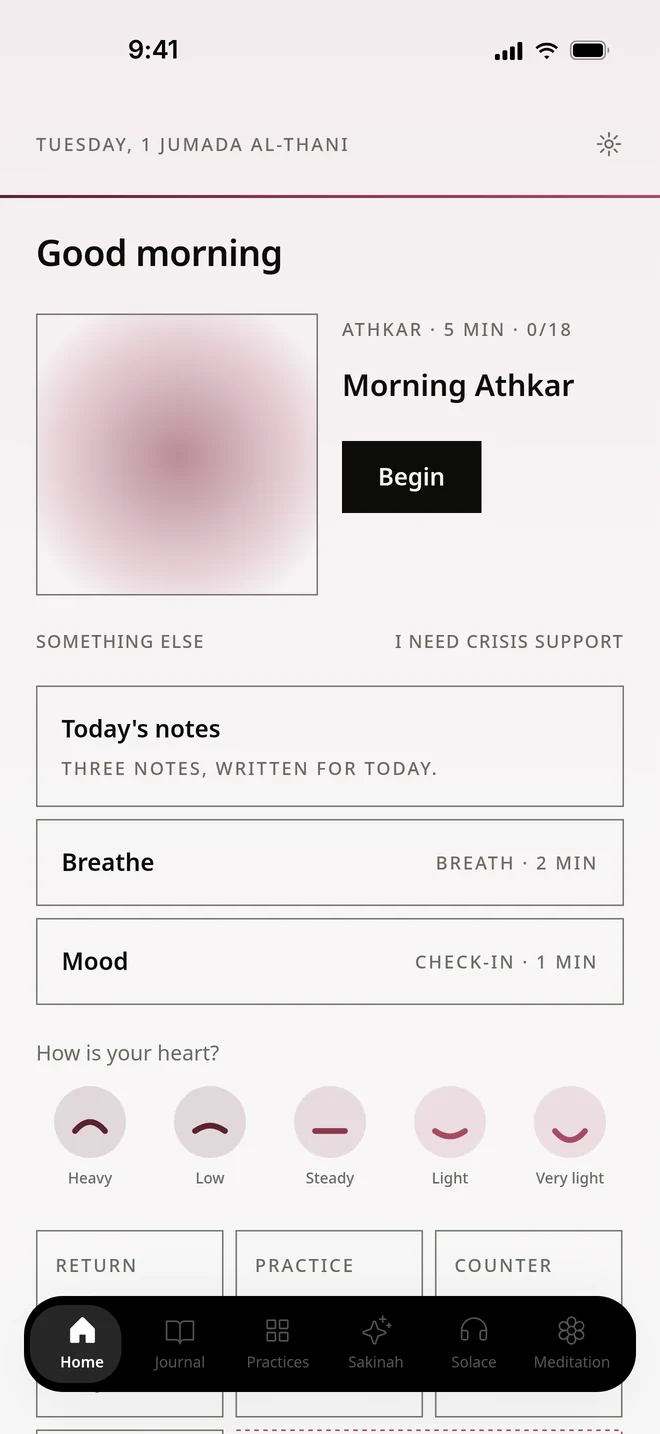 9:41
TUESDAY, 1 JUMADA AL-THANI
Good morning
ATHKAR · 5 MIN · 0/18
Morning Athkar
Begin
SOMETHING ELSE
I NEED CRISIS SUPPORT
Today's notes
THREE NOTES, WRITTEN FOR TODAY.
Breathe
BREATH · 2 MIN
Mood
CHECK-IN · 1 MIN
How is your heart?
Heavy
Low
Steady
Light
Very light
RETURN
PRACTICE
COUNTER
Home
Journal
Practices
Sakinah
Solace
Meditation